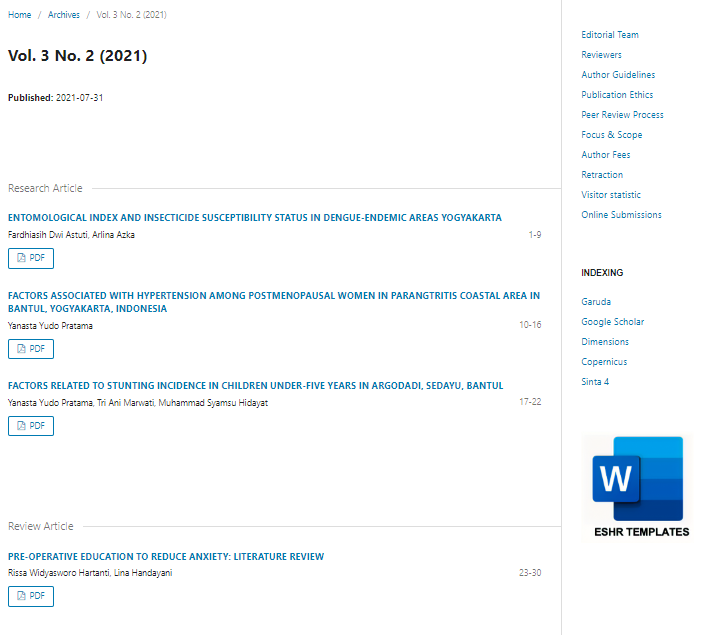 Home / Archives / Vol. 3 No. 2 (2021)
Vol. 3 No. 2 (2021)
Published: 2021-07-31
Research Article
ENTOMOLOGICAL INDEX AND INSECTICIDE SUSCEPTIBILITY STATUS IN DENGUE-ENDEMIC AREAS YOGYAKARTA
Fardhiasih Dwi Astuti, Arlina Azka 1-9
PDF
FACTORS ASSOCIATED WITH HYPERTENSION AMONG POSTMENOPAUSAL WOMEN IN PARANGTRITIS COASTAL AREA IN
BANTUL, YOGYAKARTA, INDONESIA
Yanasta Yudo Pratama 10-16
PDF
FACTORS RELATED TO STUNTING INCIDENCE IN CHILDREN UNDER-FIVE YEARS IN ARGODADI, SEDAYU, BANTUL
Yanasta Yudo Pratama, Tri Ani Marwati, Muhammad Syamsu Hidayat 17-22
PDF
Review Article
PRE-OPERATIVE EDUCATION TO REDUCE ANXIETY: LITERATURE REVIEW
Rissa Widyasworo Hartanti, Lina Handayani 23-30
PDF
Editorial Team
Reviewers
Author Guidelines
Publication Ethics
Peer Review Process
Focus & Scope
Author Fees
Retraction
Visitor statistic
Online Submissions
INDEXING
Garuda
Google Scholar
Dimensions
Copernicus
Sinta 4
W
ESHR TEMPLATES